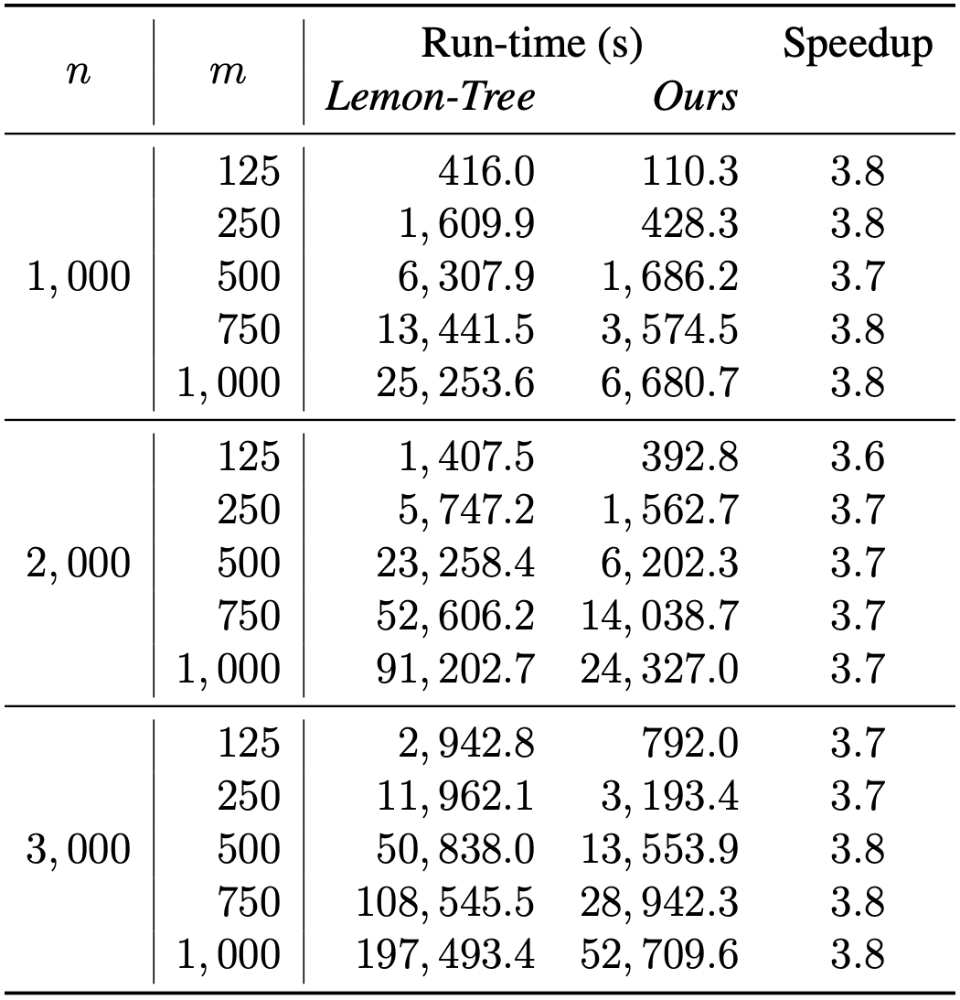 n m Run-time (s) Speedup
Lemon-Tree Ours
125 416.0 110.3 3.8
250 1,609.9 428.3 3.8
1,000 500 6,307.9 1,686.2 3.7
750 13,441.5 3,574.5 3.8
1,000 25,253.6 6,680.7 3.8
125 1,407.5 392.8 3.6
250 5,747.2 1,562.7 3.7
2,000 500 23,258.4 6,202.3 3.7
750 52,606.2 14,038.7 3.7
1,000 91,202.7 24,327.0 3.7
125 2,942.8 792.0 3.7
250 11,962.1 3,193.4 3.7
3,000 500 50,838.0 13,553.9 3.8
750 108,545.5 28,942.3 3.8
1,000 197,493.4 52,709.6 3.8